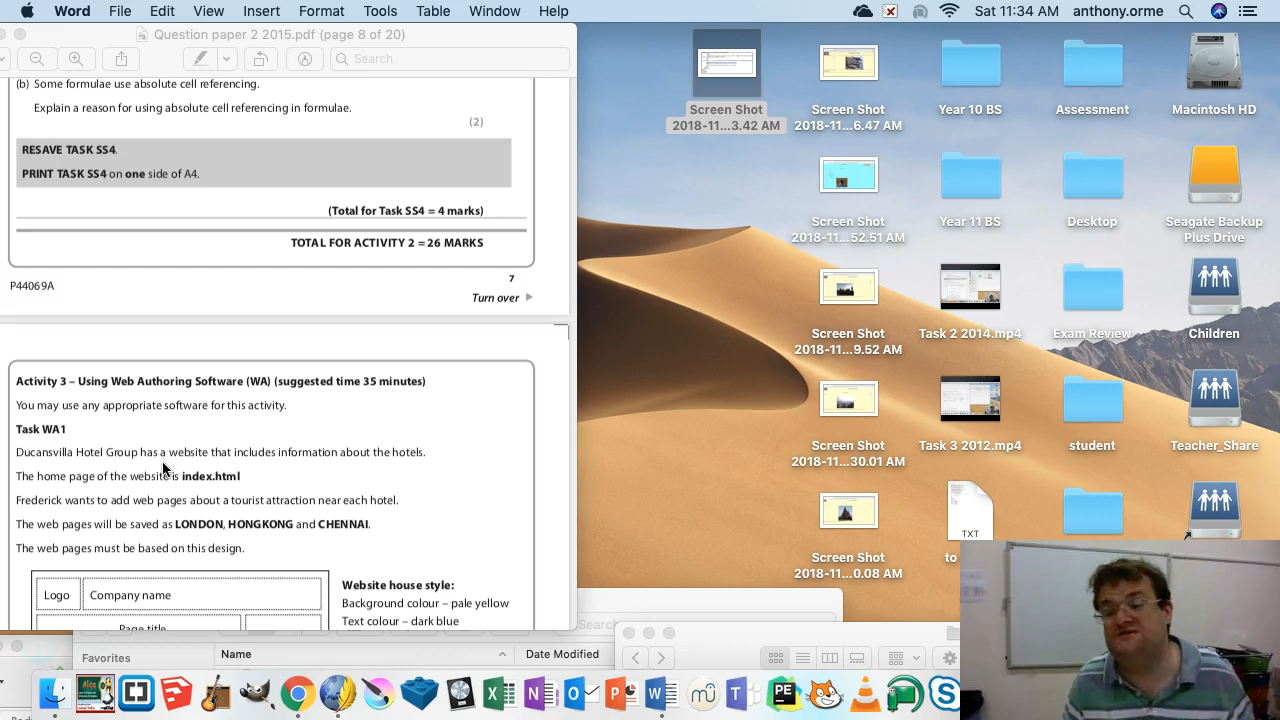 Word File Edit View Insert Format Tools Table Window Help
Sat 11:34 AM anthony.orme
Question paper 2 2015.pdf (page 8 of 20)
Search
(b) Some formulae use absolute cell referencing.
Explain a reason for using absolute cell referencing in formulae.
(2)
RESAVE TASK SS4.
PRINT TASK SS4 on one side of A4.
(Total for Task SS4 = 4 marks)
TOTAL FOR ACTIVITY 2 = 26 MARKS
7
P44069A
Turn over
Activity 3 – Using Web Authoring Software (WA) (suggested time 35 minutes)
You may use any appropriate software for this activity.
Task WA1
Ducansvilla Hotel Group has a website that includes information about the hotels.
The home page of the website is index.html
Frederick wants to add web pages about a tourist attraction near each hotel.
The web pages will be saved as LONDON, HONGKONG and CHENNAI.
The web pages must be based on this design.
Logo Company name
Page title
Website house style:
Background colour – pale yellow
Text colour – dark blue
Screen Shot
2018-11...3.42 AM
Screen Shot
2018-11...6.47 AM
Year 10 BS
Assessment
Macintosh HD
Screen Shot
2018-11...52.51 AM
Year 11 BS
Desktop
Seagate Backup
Plus Drive
Screen Shot
2018-11...9.52 AM
Task 2 2014.mp4
Exam Review
Children
Screen Shot
2018-11...30.01 AM
Task 3 2012.mp4
student
Teacher_Share
TXT
Screen Shot
2018-11...0.08 AM
to
Search
Favorites
Name
Date Modified